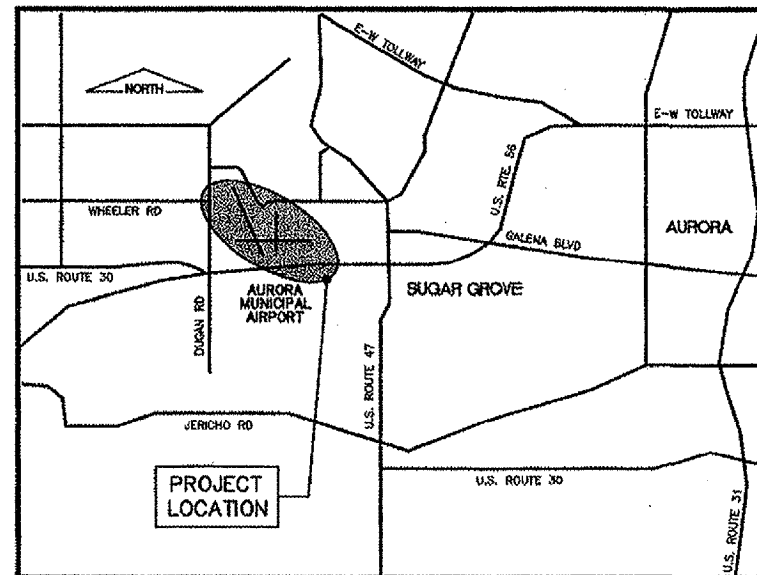 E-W TOLLWAY
NORTH
E-W TOLLWAY
U.S. RTE. 56
WHEELER RD
AURORA
GALENA BLVD
U.S. ROUTE 30
AURORA
MUNICIPAL
AIRPORT
SUGAR GROVE
DUGAN RD
U.S. ROUTE 47
JERICHO RD
PROJECT
LOCATION
U.S. ROUTE 30
U.S. ROUTE 31